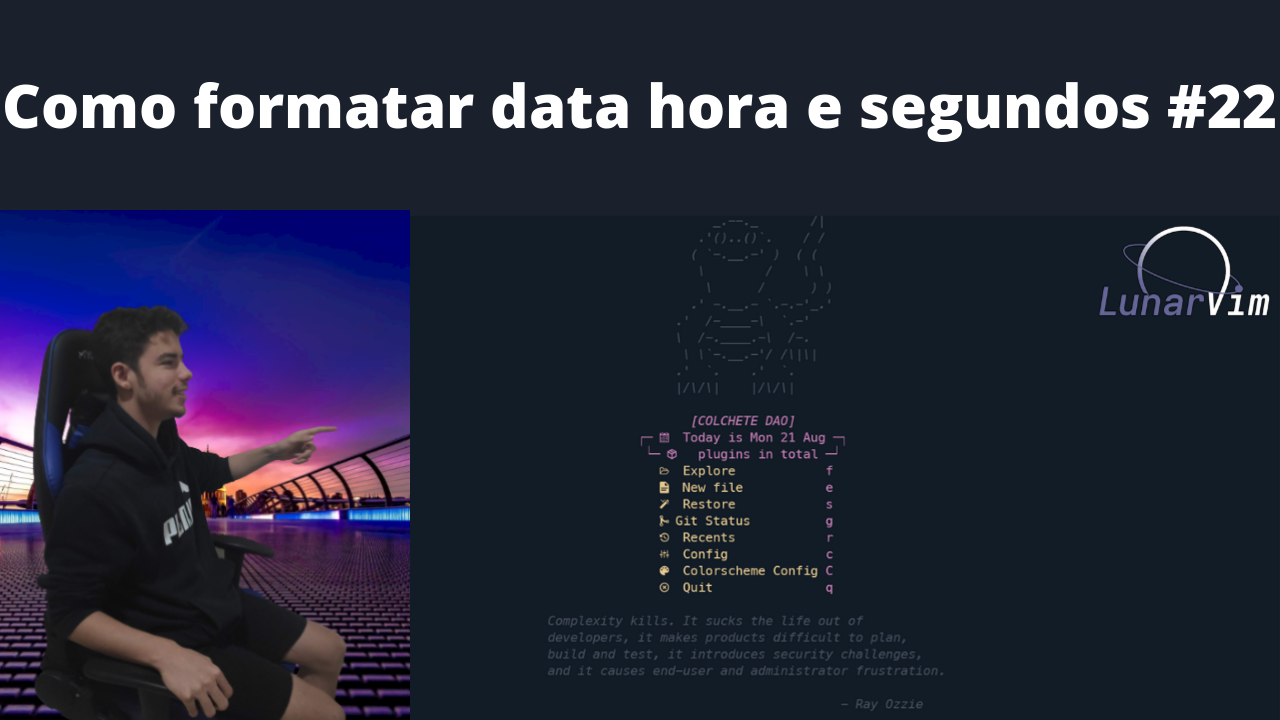 Como formatar data hora e segundos #22
LunarVim
[COLCHETE DAO]
Today is Mon 21 Aug
plugins in total
Explore f
New file e
Restore s
Git Status g
Recents r
Config c
Colorscheme Config C
Quit q
Complexity kills. It sucks the life out of
developers, it makes products difficult to plan,
build and test, it introduces security challenges,
and it causes end-user and administrator frustration.
— Ray Ozzie